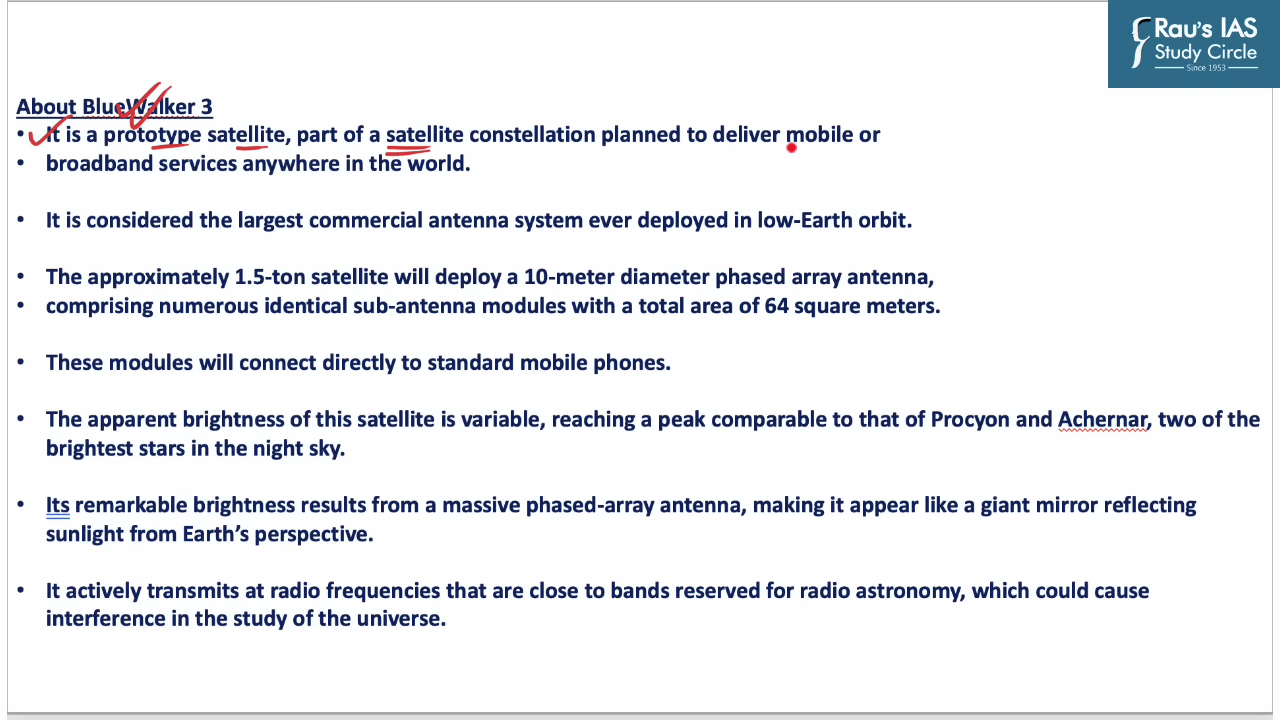 Rau's IAS
Study Circle
Since 1953
About BlueWalker 3
• It is a prototype satellite, part of a satellite constellation planned to deliver mobile or
• broadband services anywhere in the world.
• It is considered the largest commercial antenna system ever deployed in low-Earth orbit.
• The approximately 1.5-ton satellite will deploy a 10-meter diameter phased array antenna,
• comprising numerous identical sub-antenna modules with a total area of 64 square meters.
• These modules will connect directly to standard mobile phones.
• The apparent brightness of this satellite is variable, reaching a peak comparable to that of Procyon and Achernar, two of the
brightest stars in the night sky.
• Its remarkable brightness results from a massive phased-array antenna, making it appear like a giant mirror reflecting
sunlight from Earth’s perspective.
• It actively transmits at radio frequencies that are close to bands reserved for radio astronomy, which could cause
interference in the study of the universe.